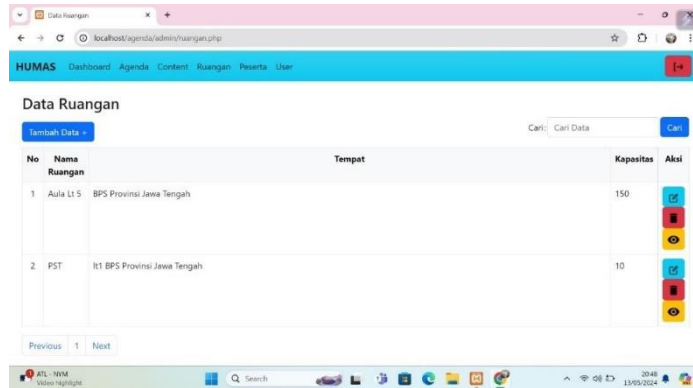 Data Ruangan
localhost/agenda/admin/ruangan.php
HUMAS Dashboard Agenda Content Ruangan Peserta User
Data Ruangan
Tambah Data +
Cari: Cari Data Cari
No Nama Ruangan Tempat Kapasitas Aksi
1 Aula Lt 5 BPS Provinsi Jawa Tengah 150
2 PST lt1 BPS Provinsi Jawa Tengah 10
Previous 1 Next
ATL - NYM
Video highlight
Search
20:48
13/05/2024